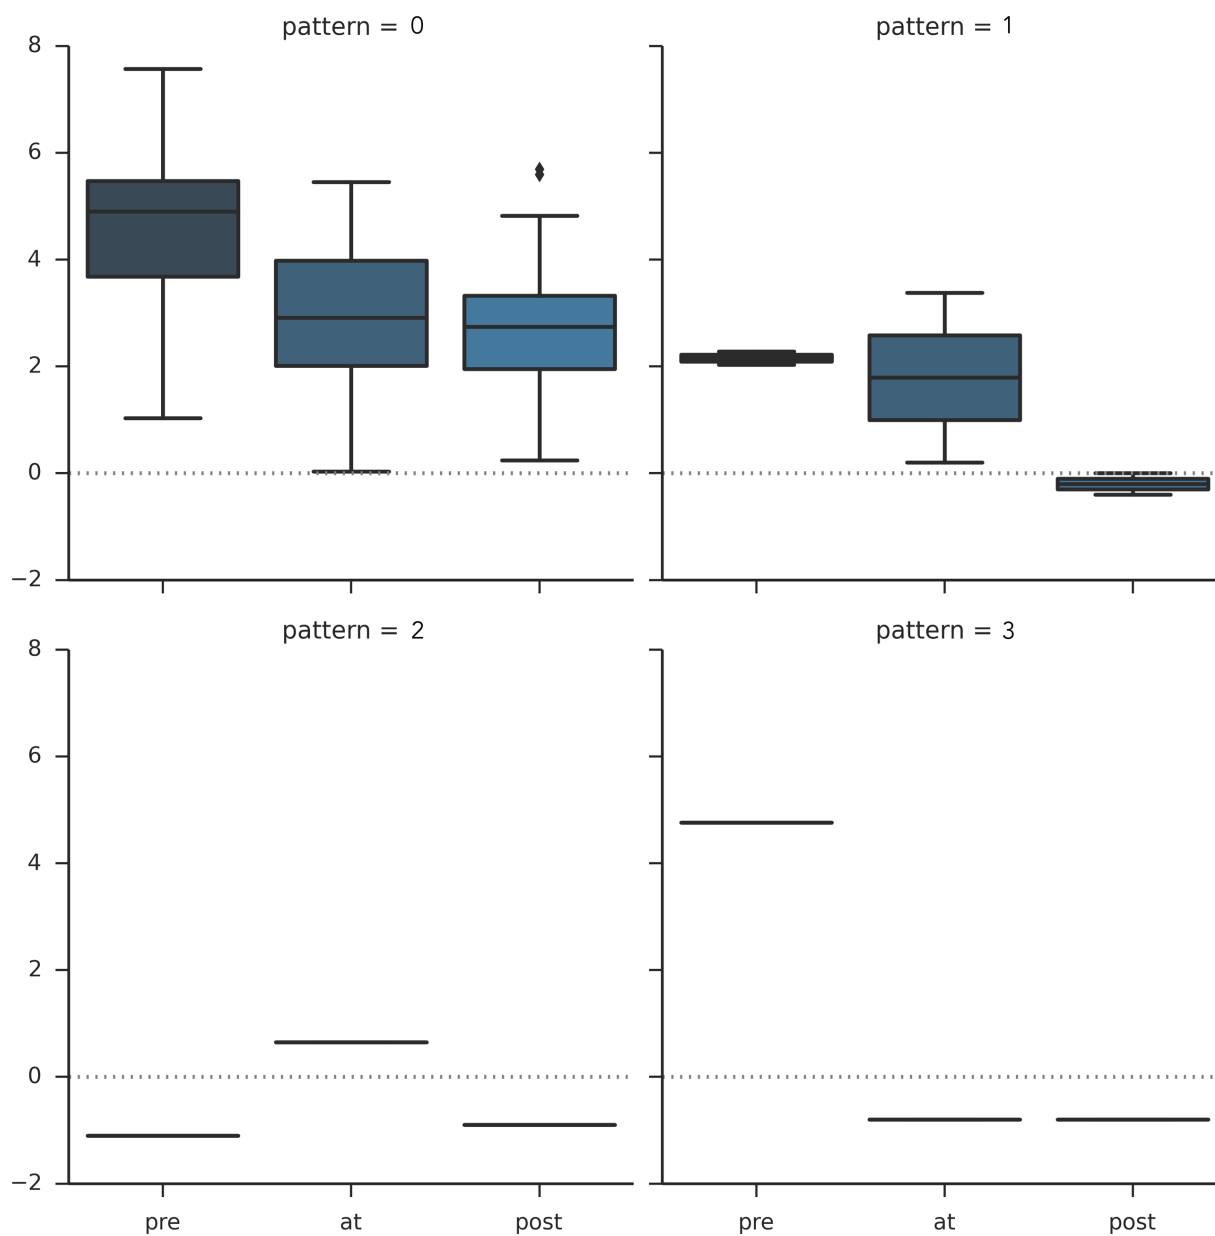 pattern = 0
pattern = 1
8
6
4
2
0
−2
pattern = 2
pattern = 3
8
6
4
2
0
−2
pre at post pre at post